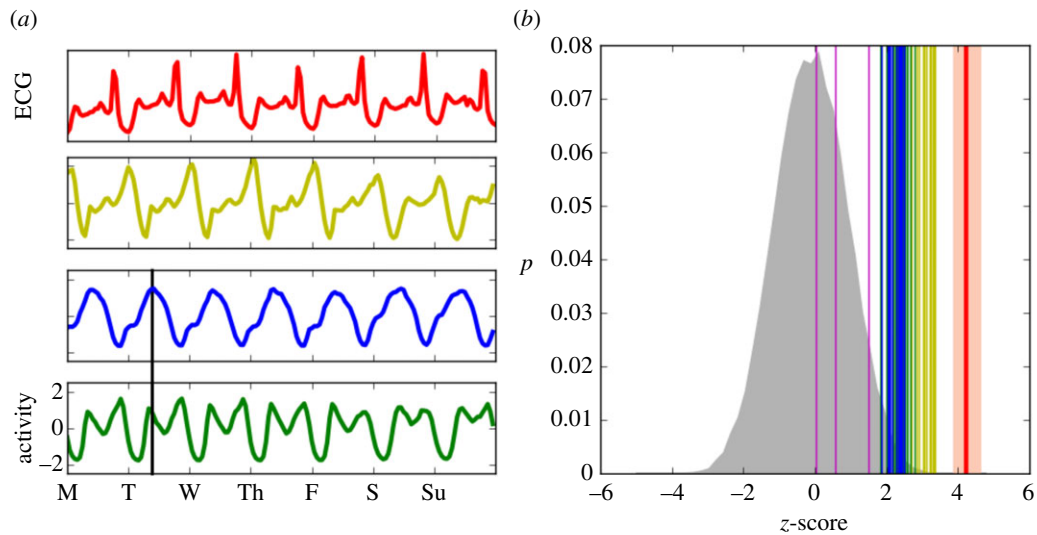 (a)
ECG
activity
2
0
–2
M T W Th F S Su
(b)
0.08
0.07
0.06
0.05
p
0.04
0.03
0.02
0.01
0
–6 –4 –2 0 2 4 6
z-score